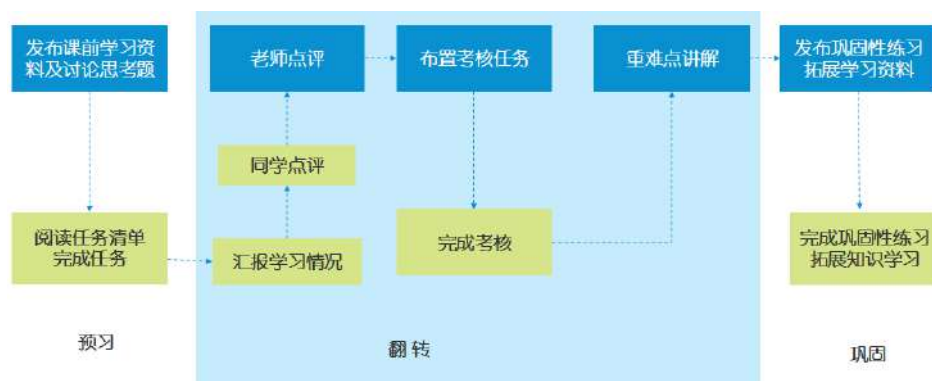 发布课前学习资
料及讨论思考题
老师点评
布置考核任务
重难点讲解
发布巩固性练习
拓展学习资料
同学点评
阅读任务清单
完成任务
汇报学习情况
完成考核
完成巩固性练习
拓展知识学习
预习
翻转
巩固